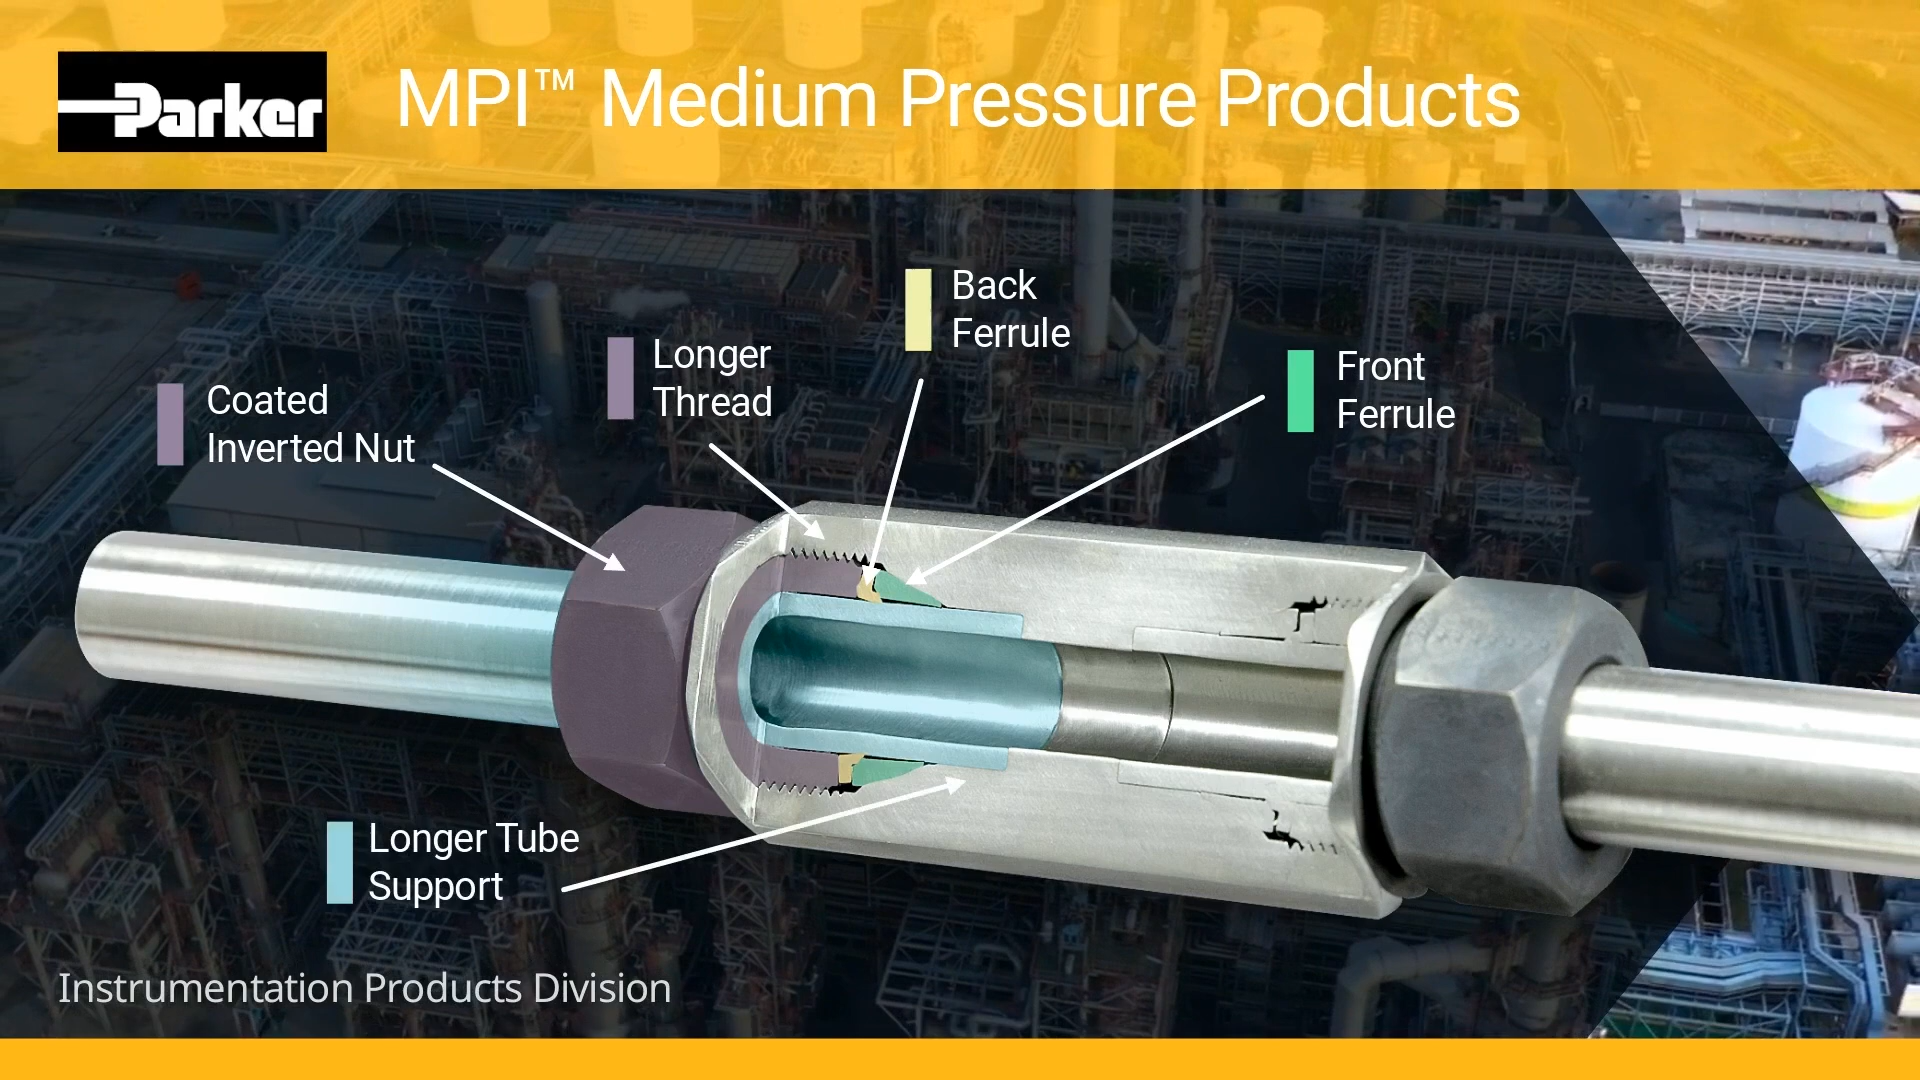 Parker
MPI™ Medium Pressure Products
Back
Ferrule
Longer
Thread
Front
Ferrule
Coated
Inverted Nut
Longer Tube
Support
Instrumentation Products Division